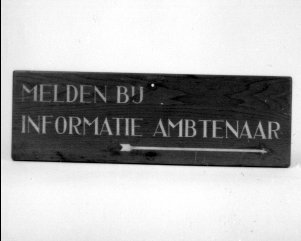 MELDEN BIJ
INFORMATIE AMBTENAAR